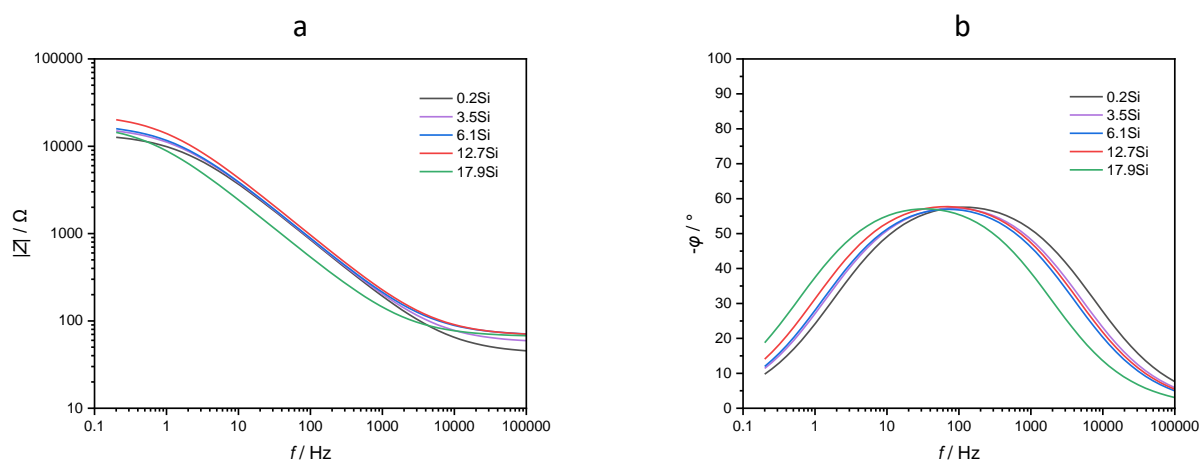 a
100000
10000
1000
100
10
|Z| / Ω
0.1 1 10 100 1000 10000 100000
f / Hz
0.2Si
3.5Si
6.1Si
12.7Si
17.9Si
b
100
90
80
70
60
50
40
30
20
10
0
-φ / °
0.1 1 10 100 1000 10000 100000
f / Hz
0.2Si
3.5Si
6.1Si
12.7Si
17.9Si